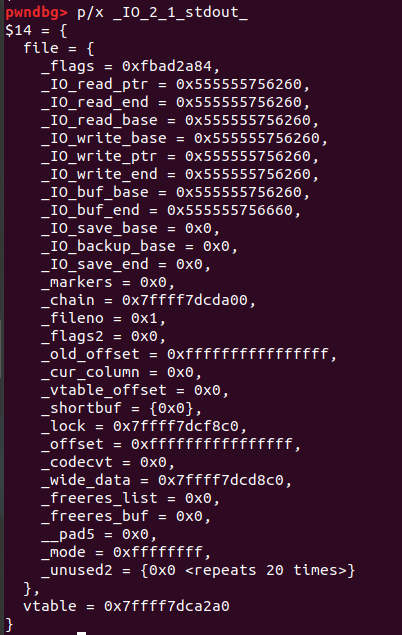 pwndbg> p/x _IO_2_1_stdout_
$14 = {
  file = {
    _flags = 0xfbad2a84,
    _IO_read_ptr = 0x555555756260,
    _IO_read_end = 0x555555756260,
    _IO_read_base = 0x555555756260,
    _IO_write_base = 0x555555756260,
    _IO_write_ptr = 0x555555756260,
    _IO_write_end = 0x555555756260,
    _IO_buf_base = 0x555555756260,
    _IO_buf_end = 0x555555756660,
    _IO_save_base = 0x0,
    _IO_backup_base = 0x0,
    _IO_save_end = 0x0,
    _markers = 0x0,
    _chain = 0x7ffff7dcda00,
    _fileno = 0x1,
    _flags2 = 0x0,
    _old_offset = 0xffffffffffffffff,
    _cur_column = 0x0,
    _vtable_offset = 0x0,
    _shortbuf = {0x0},
    _lock = 0x7ffff7dcf8c0,
    _offset = 0xffffffffffffffff,
    _codecvt = 0x0,
    _wide_data = 0x7ffff7dcd8c0,
    _freeres_list = 0x0,
    _freeres_buf = 0x0,
    __pad5 = 0x0,
    _mode = 0xffffffff,
    _unused2 = {0x0 <repeats 20 times>}
  },
  vtable = 0x7ffff7dca2a0
}